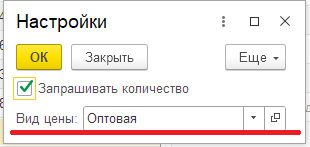 Настройки
ОК Закрыть Еще
Запрашивать количество
Вид цены: Оптовая